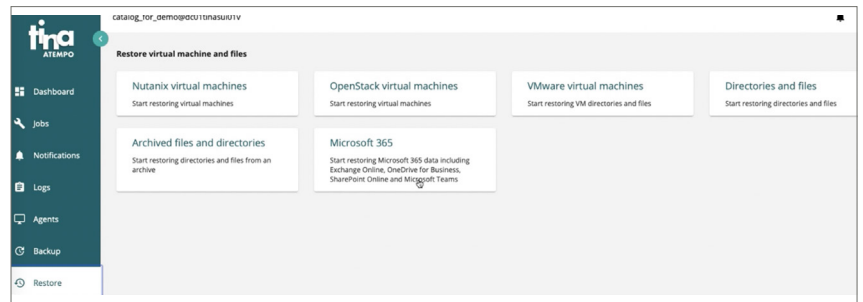 catalog_for_demo@dc01tinasui01v
tina
ATEMPO
Restore virtual machine and files
Nutanix virtual machines
Start restoring virtual machines
OpenStack virtual machines
Start restoring virtual machines
VMware virtual machines
Start restoring VM directories and files
Directories and files
Start restoring directories and files
Archived files and directories
Start restoring directories and files from an
archive
Microsoft 365
Start restoring Microsoft 365 data including
Exchange Online, OneDrive for Business,
SharePoint Online and Microsoft Teams
Dashboard
Jobs
Notifications
Logs
Agents
Backup
Restore